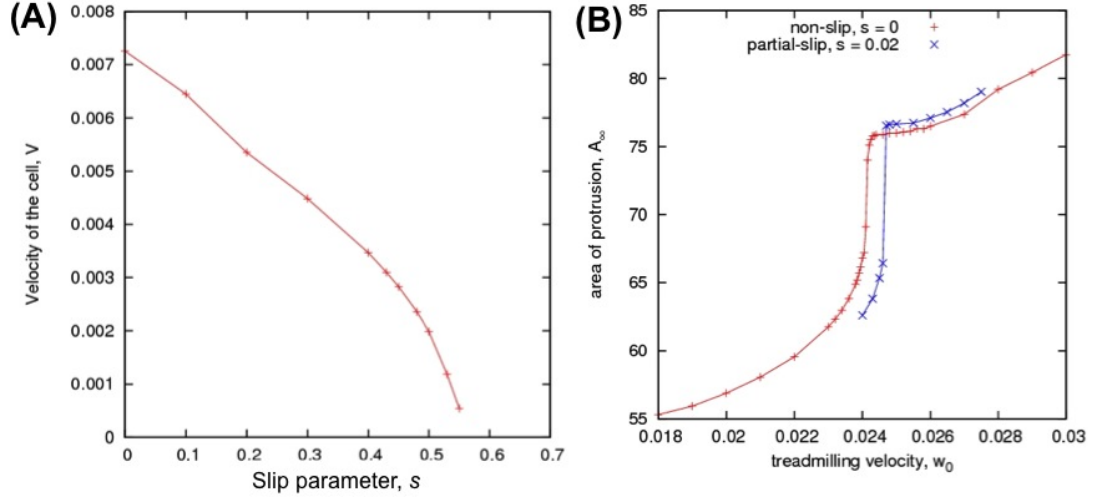 (A)
0.008
0.007
0.006
0.005
0.004
0.003
0.002
0.001
0
Velocity of the cell, V
0 0.1 0.2 0.3 0.4 0.5 0.6 0.7
Slip parameter, s
(B)
85
80
75
70
65
60
55
area of protrusion, A∞
non-slip, s = 0
partial-slip, s = 0.02
0.018 0.02 0.022 0.024 0.026 0.028 0.03
treadmilling velocity, w₀